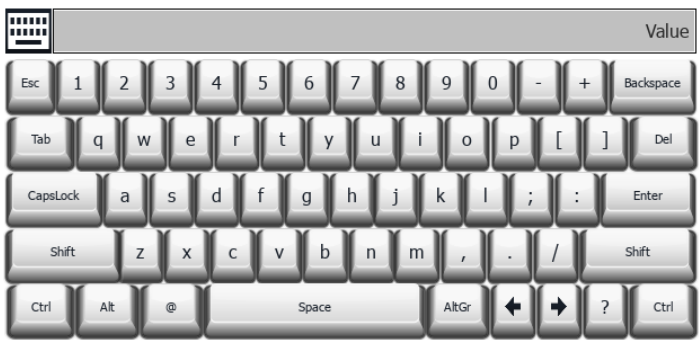 Value
Esc 1 2 3 4 5 6 7 8 9 0 - + Backspace
Tab q w e r t y u i o p [ ] Del
CapsLock a s d f g h j k l ; : Enter
Shift z x c v b n m , . / Shift
Ctrl Alt @ Space AltGr 🡸 🡺 ? Ctrl